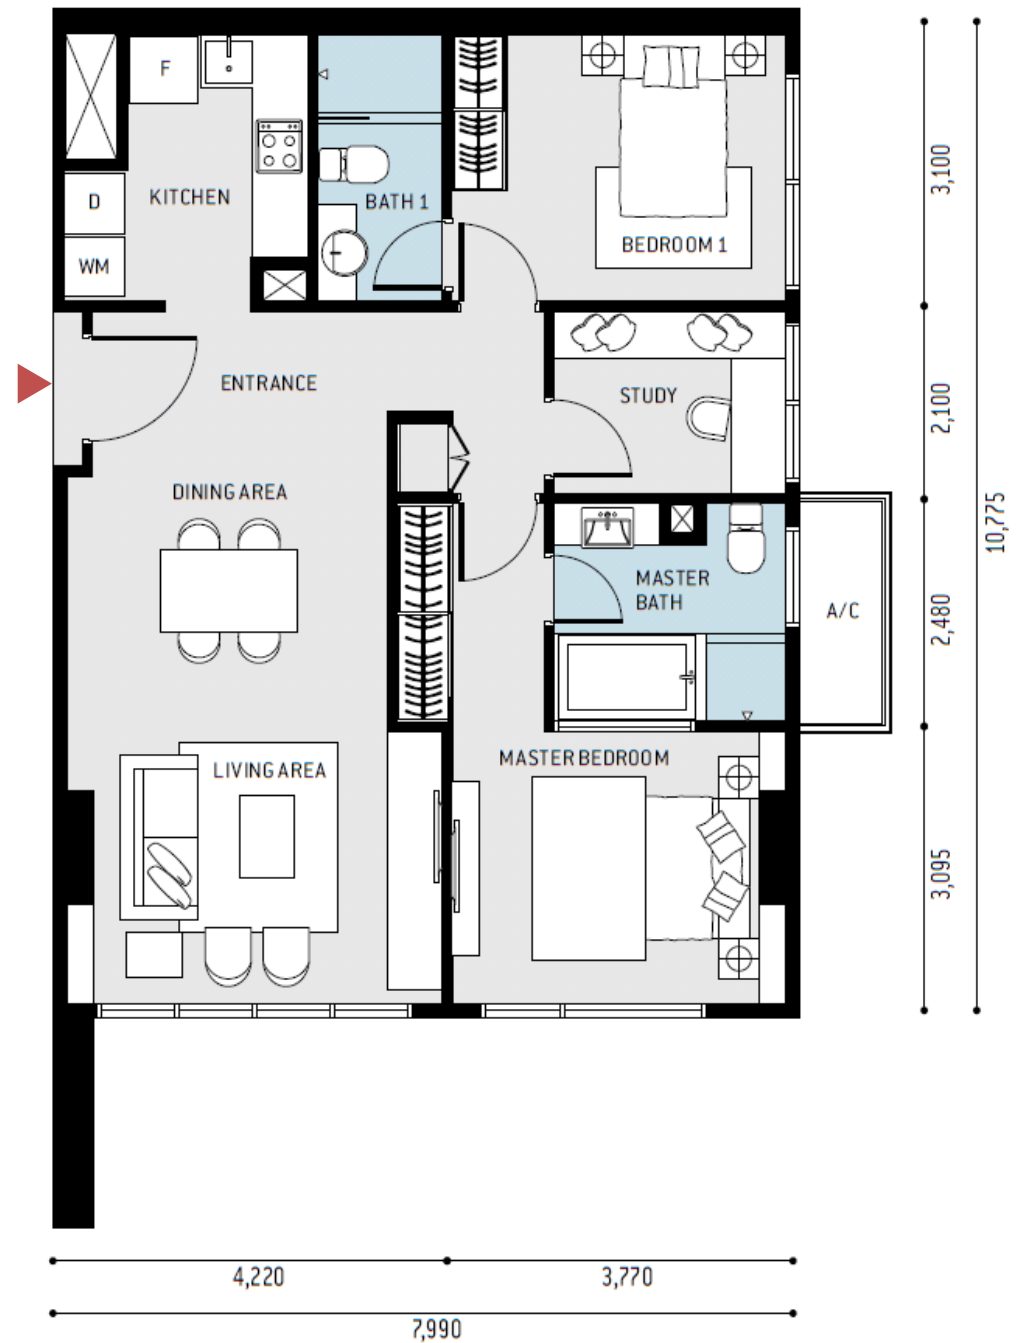 F
D
KITCHEN
BATH 1
WM
BEDROOM 1
3,100
ENTRANCE
STUDY
2,100
DINING AREA
10,775
MASTER
BATH
A/C
2,480
LIVING AREA
MASTER BEDROOM
3,095
4,220
3,770
7,990